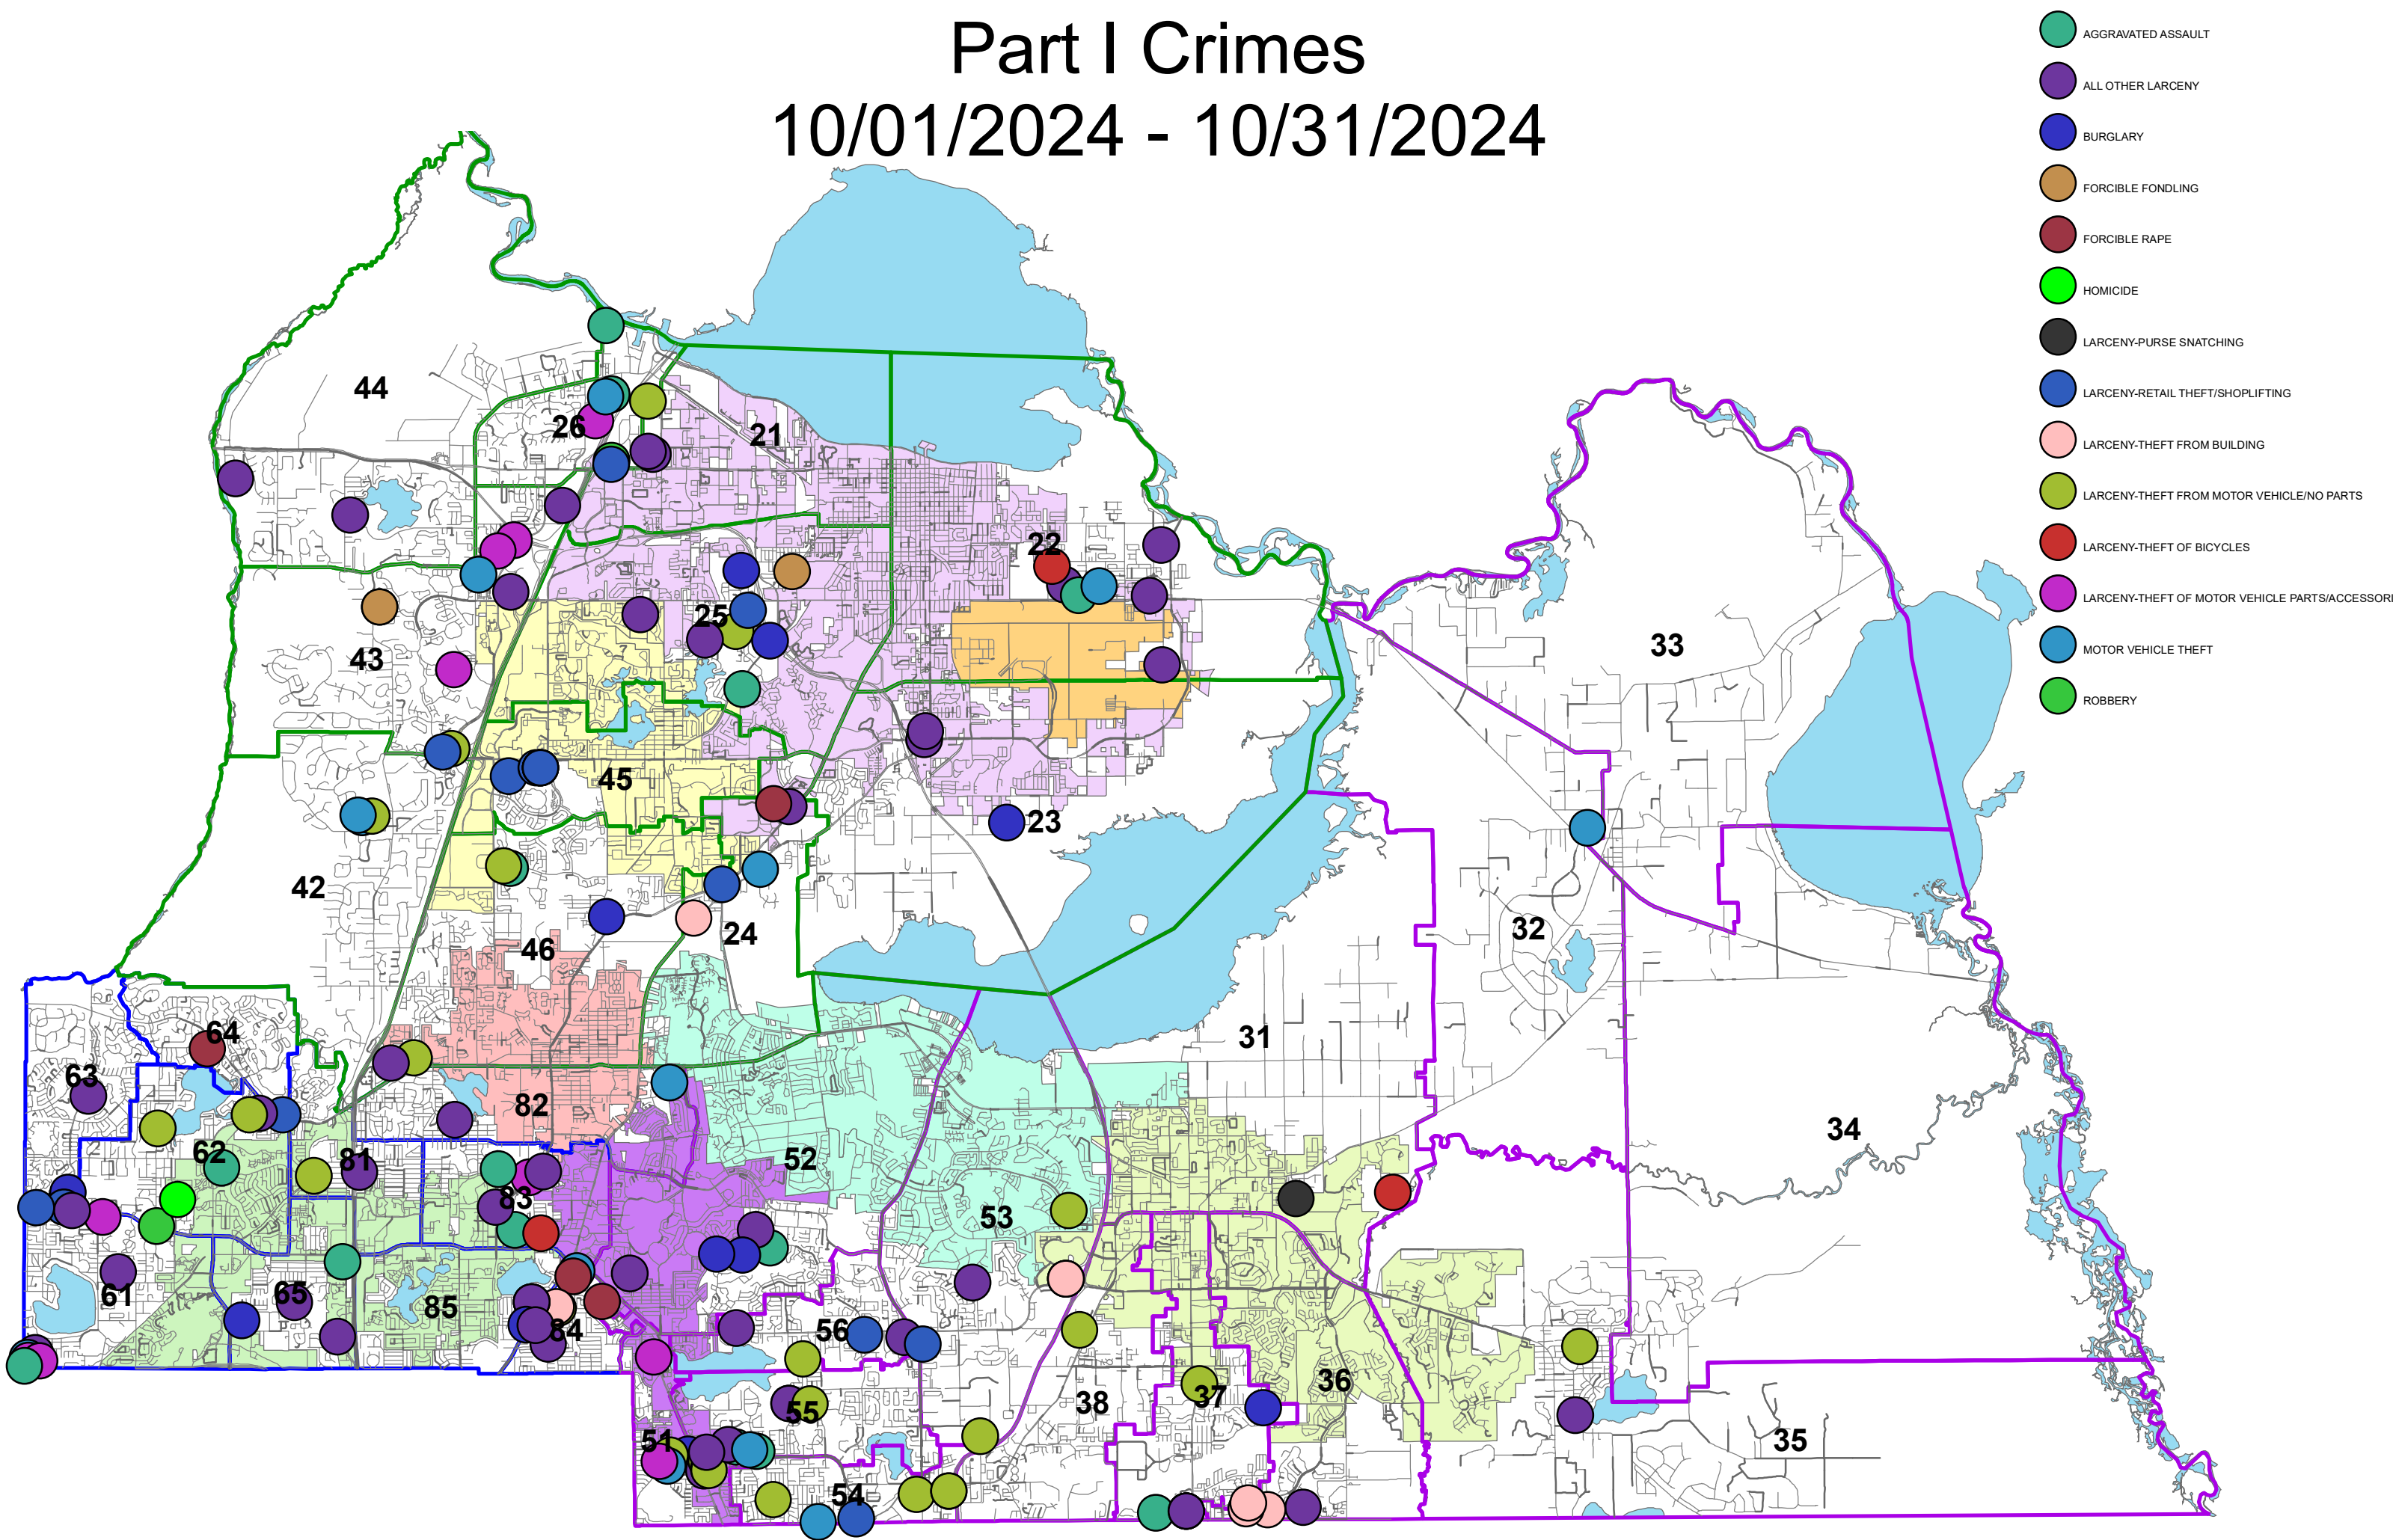 Part I Crimes
10/01/2024 - 10/31/2024
AGGRAVATED ASSAULT
ALL OTHER LARCENY
BURGLARY
FORCIBLE FONDLING
FORCIBLE RAPE
HOMICIDE
LARCENY-PURSE SNATCHING
LARCENY-RETAIL THEFT/SHOPLIFTING
LARCENY-THEFT FROM BUILDING
LARCENY-THEFT FROM MOTOR VEHICLE/NO PARTS
LARCENY-THEFT OF BICYCLES
LARCENY-THEFT OF MOTOR VEHICLE PARTS/ACCESSORI
MOTOR VEHICLE THEFT
ROBBERY
44
26
21
22
25
43
33
45
23
42
24
46
32
64
31
63
82
34
62
81
52
83
53
61
65
85
84
56
36
37
38
55
51
35
54